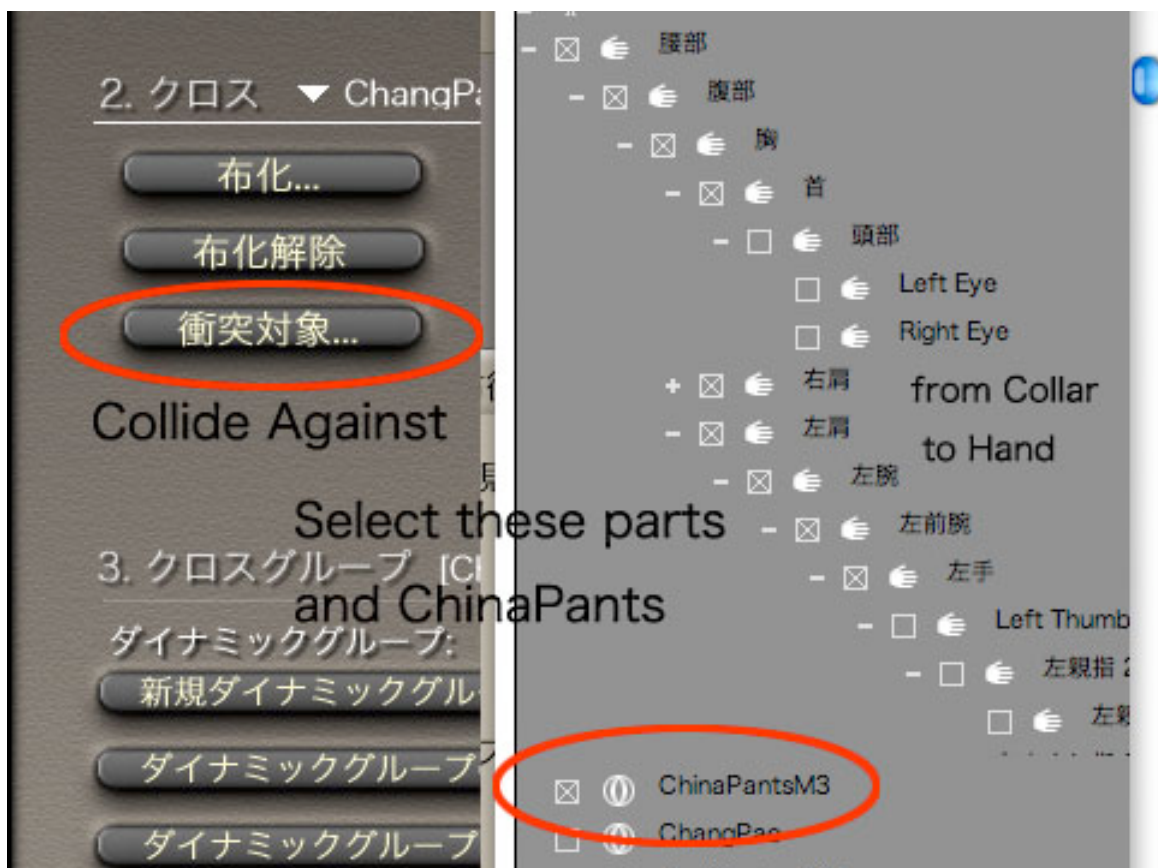 2. クロス ▼ ChangPa
布化...
布化解除
衝突対象...
Collide Against
Select these parts
and ChinaPants
3. クロスグループ [C
ダイナミックグループ:
新規ダイナミックグル
ダイナミックグループ
ダイナミックグループ
腰部
腹部
胸
首
頭部
Left Eye
Right Eye
右肩
左肩
from Collar
to Hand
左腕
左前腕
左手
Left Thumb
左親指 2
左親
ChinaPantsM3
ChangPao